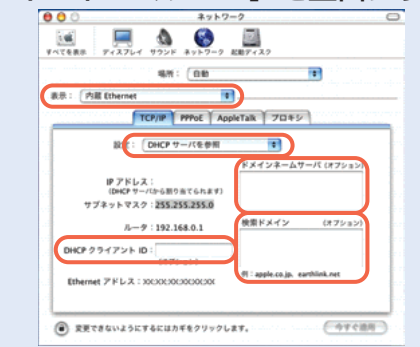 ネットワーク
すべてを表示 ディスプレイ サウンド ネットワーク 起動ディスク
場所： 自動
表示： 内蔵 Ethernet
TCP/IP PPPoE AppleTalk プロキシ
設定： DHCP サーバを参照
ドメインネームサーバ (オプション)
IP アドレス：
(DHCP サーバから割り当てられます)
サブネットマスク：255.255.255.0
ルータ：192.168.0.1
検索ドメイン (オプション)
DHCP クライアント ID：
例：apple.co.jp, earthlink.net
Ethernet アドレス：
変更できないようにするにはカギをクリックします。
今すぐ適用